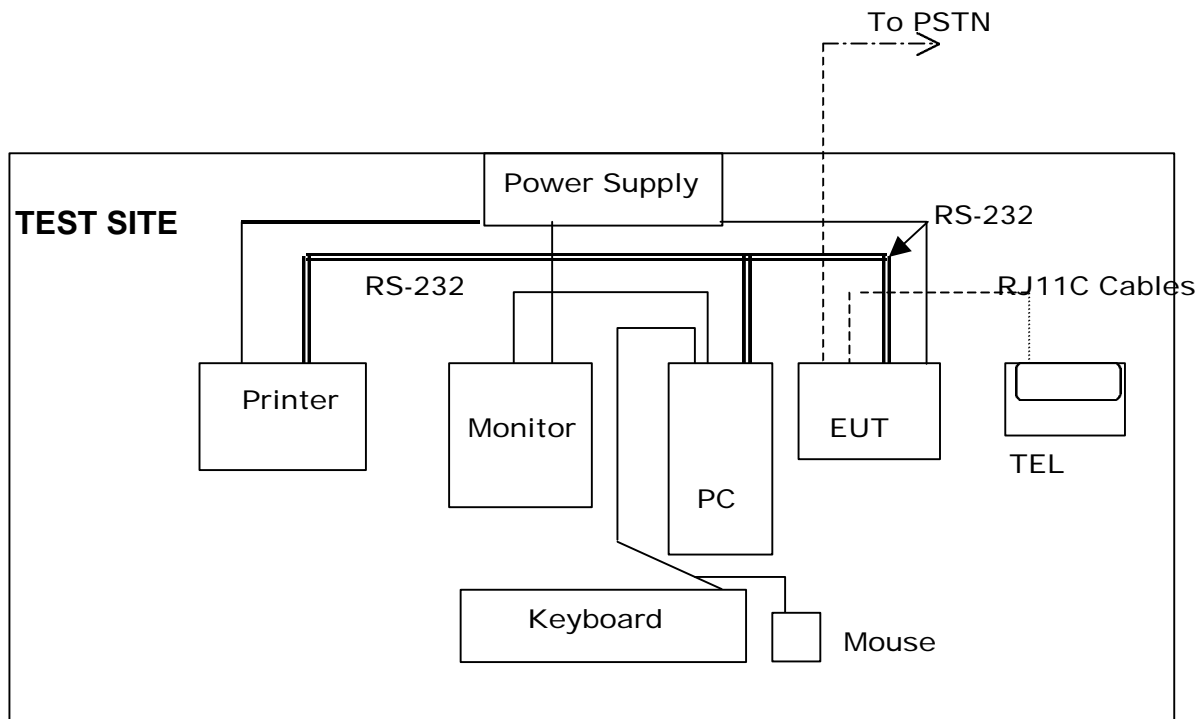 To PSTN
Power Supply
TEST SITE
RS-232
RS-232
RJ11C Cables
Printer
Monitor
EUT
TEL
PC
Keyboard
Mouse